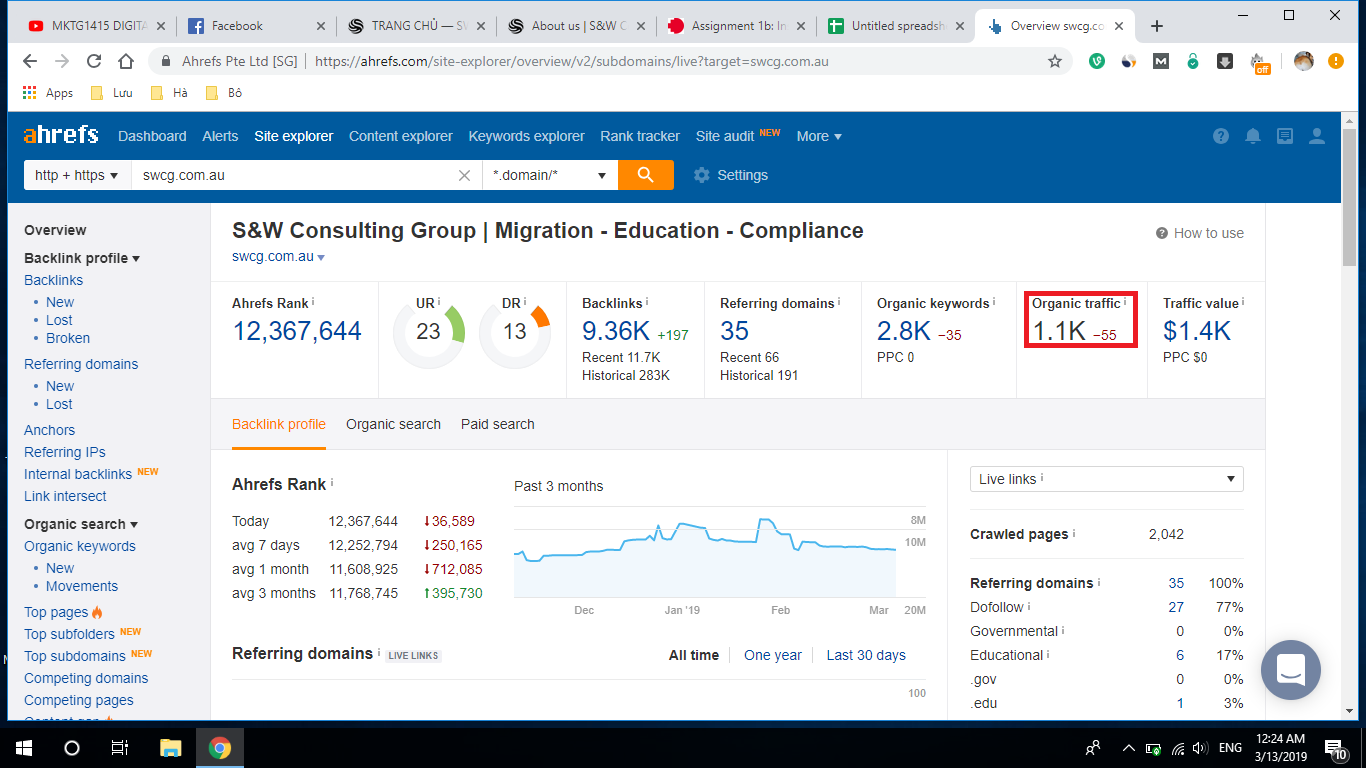 MKTG1415 DIGITA
Facebook
TRANG CHỦ — SW
About us | S&W C
Assignment 1b: In
Untitled spreadshe
Overview swcg.co
Ahrefs Pte Ltd [SG] | https://ahrefs.com/site-explorer/overview/v2/subdomains/live?target=swcg.com.au
off
Apps Lưu Hà Bô
ahrefs Dashboard Alerts Site explorer Content explorer Keywords explorer Rank tracker Site audit NEW More
http + https swcg.com.au *.domain/* Settings
Overview
Backlink profile
Backlinks
• New
• Lost
• Broken
Referring domains
• New
• Lost
Anchors
Referring IPs
Internal backlinks NEW
Link intersect
Organic search
Organic keywords
• New
• Movements
Top pages
Top subfolders NEW
Top subdomains NEW
Competing domains
Competing pages
S&W Consulting Group | Migration - Education - Compliance
How to use
swcg.com.au
Ahrefs Rank i
12,367,644
UR i
23
DR i
13
Backlinks i
9.36K +197
Recent 11.7K
Historical 283K
Referring domains i
35
Recent 66
Historical 191
Organic keywords i
2.8K −35
PPC 0
Organic traffic i
1.1K −55
Traffic value i
$1.4K
PPC $0
Backlink profile Organic search Paid search
Ahrefs Rank i
Today 12,367,644 ↓36,589
avg 7 days 12,252,794 ↓250,165
avg 1 month 11,608,925 ↓712,085
avg 3 months 11,768,745 ↑395,730
Past 3 months
8M
10M
20M
Dec Jan '19 Feb Mar
Referring domains i LIVE LINKS
All time One year Last 30 days
100
Live links i
Crawled pages i 2,042
Referring domains i 35 100%
Dofollow i 27 77%
Governmental i 0 0%
Educational i 6 17%
.gov 0 0%
.edu 1 3%
ENG
12:24 AM
3/13/2019
10